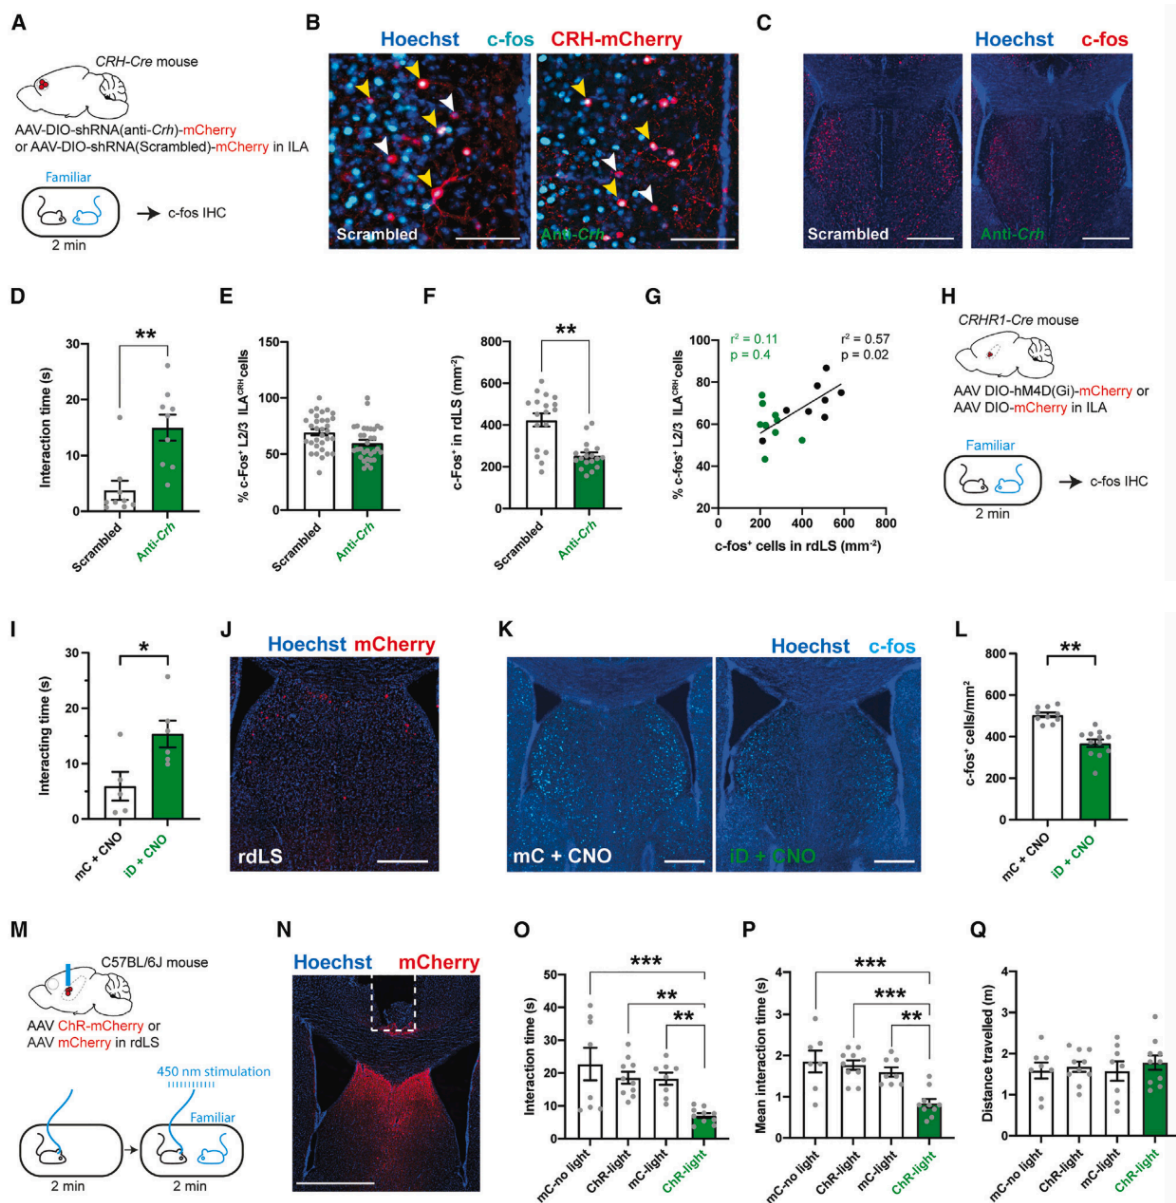 A
CRH-Cre mouse
AAV-DIO-shRNA(anti-Crh)-mCherry
or AAV-DIO-shRNA(Scrambled)-mCherry in ILA
Familiar
2 min
c-fos IHC
B
Hoechst c-fos CRH-mCherry
Scrambled
Anti-Crh
C
Hoechst c-fos
Scrambled
Anti-Crh
D
Interaction time (s)
30
20
10
0
**
Scrambled
Anti-Crh
E
% c-Fos+ L2/3 ILACRH cells
150
100
50
0
Scrambled
Anti-Crh
F
c-Fos+ in rdLS (mm-2)
800
600
400
200
0
**
Scrambled
Anti-Crh
G
% c-fos+ L2/3 ILACRH cells
100
80
60
40
20
r2 = 0.11
p = 0.4
r2 = 0.57
p = 0.02
0 200 400 600 800
c-fos+ cells in rdLS (mm-2)
H
CRHR1-Cre mouse
AAV DIO-hM4D(Gi)-mCherry or
AAV DIO-mCherry in ILA
Familiar
2 min
c-fos IHC
I
Interacting time (s)
30
20
10
0
*
mC + CNO
iD + CNO
J
Hoechst mCherry
rdLS
K
Hoechst c-fos
mC + CNO
iD + CNO
L
c-fos+ cells/mm2
800
600
400
200
0
**
mC + CNO
iD + CNO
M
C57BL/6J mouse
AAV ChR-mCherry or
AAV mCherry in rdLS
450 nm stimulation
Familiar
2 min
2 min
N
Hoechst mCherry
O
Interaction time (s)
50
40
30
20
10
0
***
**
**
mC-no light
ChR-light
mC-light
ChR-light
P
Mean interaction time (s)
4
3
2
1
0
***
***
**
mC-no light
ChR-light
mC-light
ChR-light
Q
Distance travelled (m)
4
3
2
1
0
mC-no light
ChR-light
mC-light
ChR-light